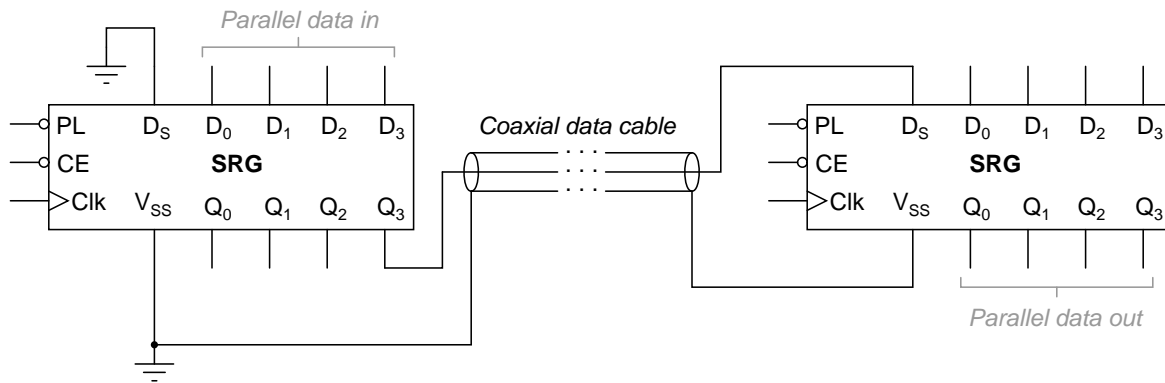 Parallel data in
PL D_S D_0 D_1 D_2 D_3
CE SRG
Clk V_SS Q_0 Q_1 Q_2 Q_3
Coaxial data cable
PL D_S D_0 D_1 D_2 D_3
CE SRG
Clk V_SS Q_0 Q_1 Q_2 Q_3
Parallel data out